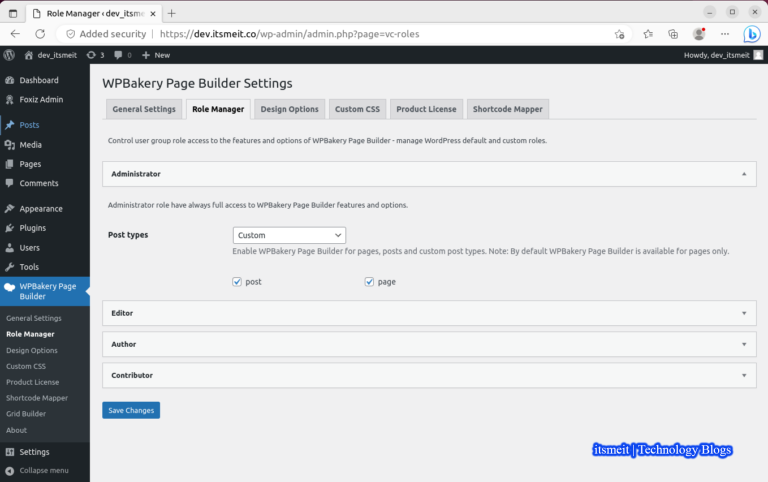 Role Manager ‹ dev_itsme
Added security | https://dev.itsmeit.co/wp-admin/admin.php?page=vc-roles
dev_itsmeit 3 0 + New Howdy, dev_itsmeit
Dashboard
Foxiz Admin
Posts
Media
Pages
Comments
Appearance
Plugins
Users
Tools
WPBakery Page
Builder
General Settings
Role Manager
Design Options
Custom CSS
Product License
Shortcode Mapper
Grid Builder
About
Settings
Collapse menu
WPBakery Page Builder Settings
General Settings Role Manager Design Options Custom CSS Product License Shortcode Mapper
Control user group role access to the features and options of WPBakery Page Builder - manage WordPress default and custom roles.
Administrator
Administrator role have always full access to WPBakery Page Builder features and options.
Post types Custom
Enable WPBakery Page Builder for pages, posts and custom post types. Note: By default WPBakery Page Builder is available for pages only.
post page
Editor
Author
Contributor
Save Changes
itsmeit | Technology Blogs